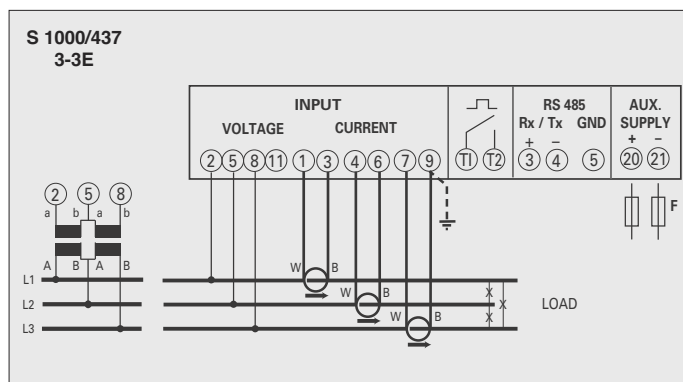 S 1000/437
3-3E
INPUT
VOLTAGE CURRENT
2 5 8 11 1 3 4 6 7 9
T1 T2
RS 485
Rx / Tx GND
+ −
3 4 5
AUX.
SUPPLY
+ −
20 21
F
2 5 8
a b a b
A B A B
L1
L2
L3
W B
W B
W B
X
X
X
LOAD